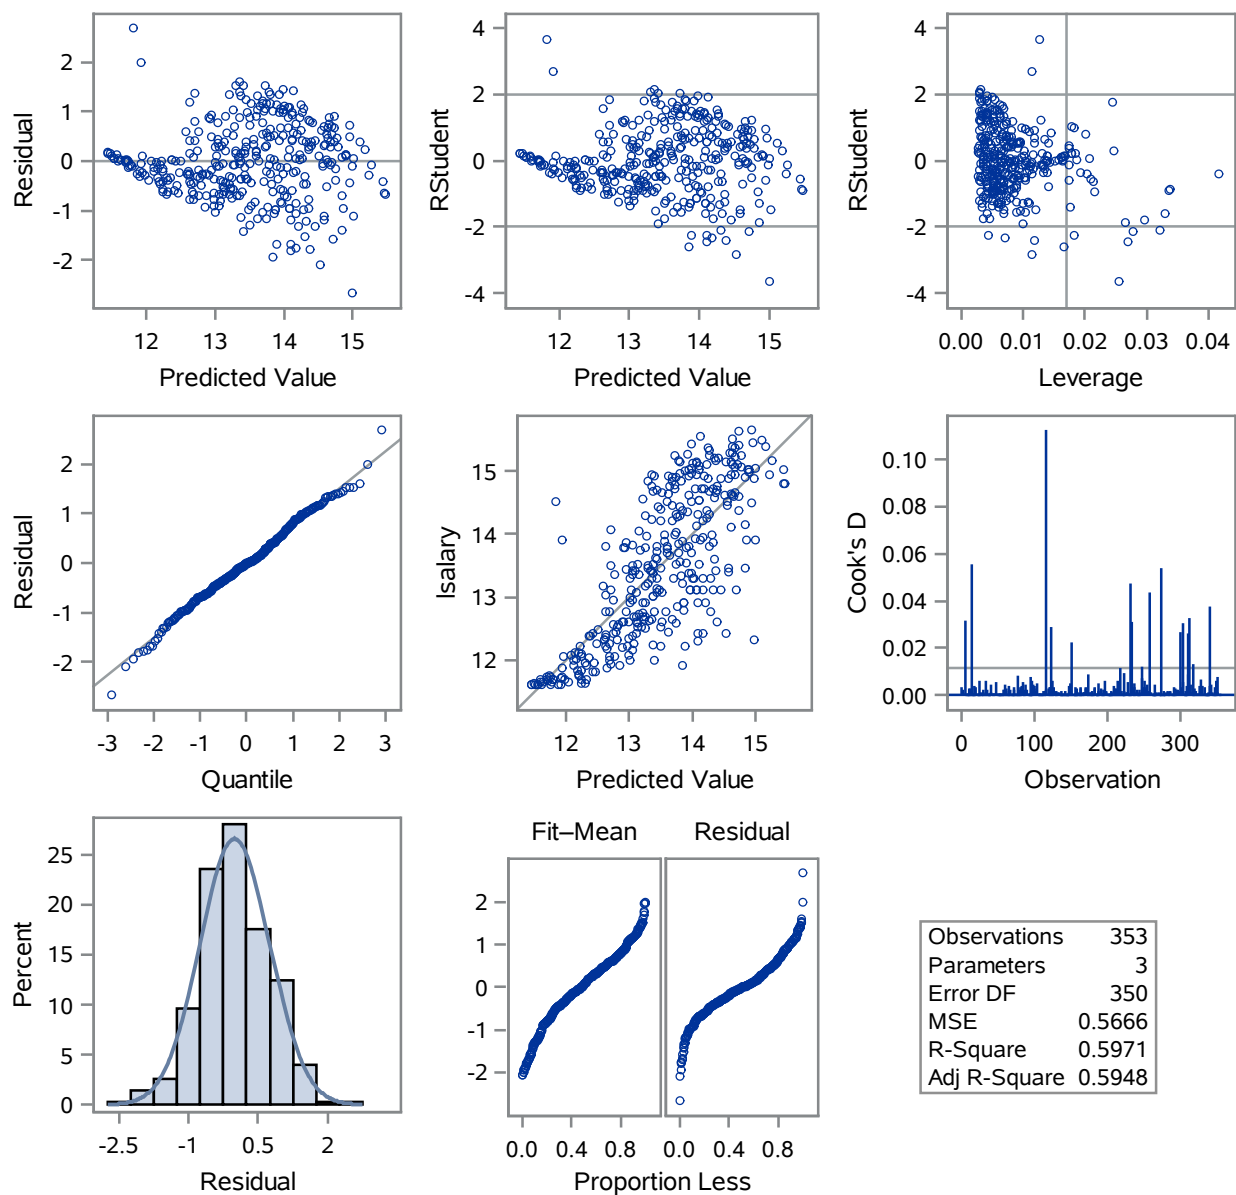 2
1
0
-1
-2
Residual
12 13 14 15
Predicted Value
4
2
0
-2
-4
RStudent
12 13 14 15
Predicted Value
4
2
0
-2
-4
RStudent
0.00 0.01 0.02 0.03 0.04
Leverage
2
1
0
-1
-2
Residual
-3 -2 -1 0 1 2 3
Quantile
15
14
13
12
lsalary
12 13 14 15
Predicted Value
0.10
0.08
0.06
0.04
0.02
0.00
Cook's D
0 100 200 300
Observation
25
20
15
10
5
0
Percent
-2.5 -1 0.5 2
Residual
Fit–Mean Residual
2
1
0
-1
-2
0.0 0.4 0.8 0.0 0.4 0.8
Proportion Less
Observations 353
Parameters 3
Error DF 350
MSE 0.5666
R-Square 0.5971
Adj R-Square 0.5948